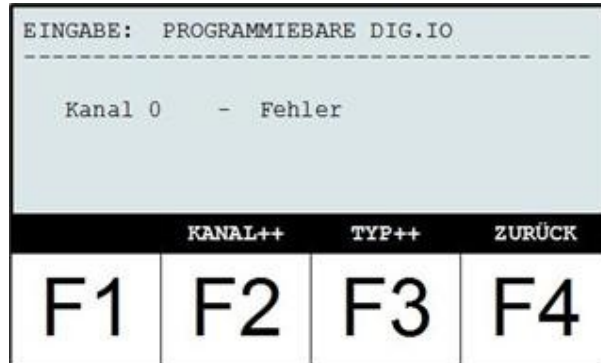 EINGABE: PROGRAMMIEBARE DIG.IO
----------------------------------------
Kanal 0 - Fehler
KANAL++ TYP++ ZURÜCK
F1 F2 F3 F4